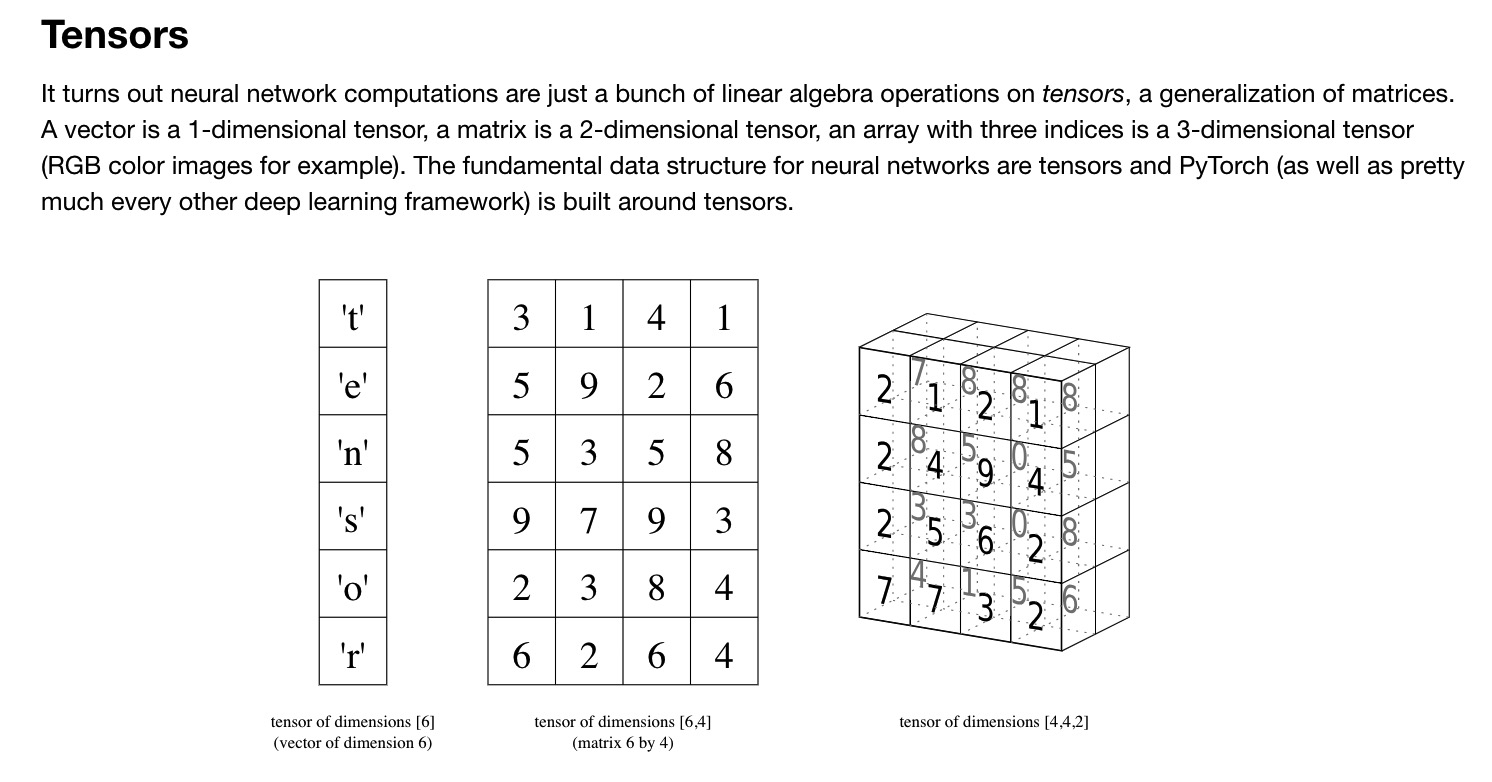 Tensors
It turns out neural network computations are just a bunch of linear algebra operations on tensors, a generalization of matrices.
A vector is a 1-dimensional tensor, a matrix is a 2-dimensional tensor, an array with three indices is a 3-dimensional tensor
(RGB color images for example). The fundamental data structure for neural networks are tensors and PyTorch (as well as pretty
much every other deep learning framework) is built around tensors.
't'
'e'
'n'
's'
'o'
'r'
tensor of dimensions [6]
(vector of dimension 6)
3 1 4 1
5 9 2 6
5 3 5 8
9 7 9 3
2 3 8 4
6 2 6 4
tensor of dimensions [6,4]
(matrix 6 by 4)
2 7 1 8 2 8 1 8
2 8 4 5 9 0 4 5
2 3 5 3 6 0 2 8
7 4 7 1 3 5 2 6
tensor of dimensions [4,4,2]